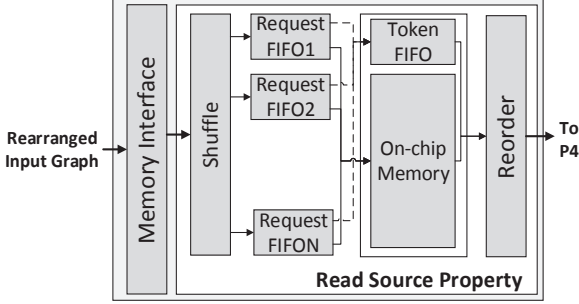 Rearranged
Input Graph
Memory Interface
Shuffle
Request
FIFO1
Request
FIFO2
Request
FIFON
Token
FIFO
On-chip
Memory
Reorder
To
P4
Read Source Property